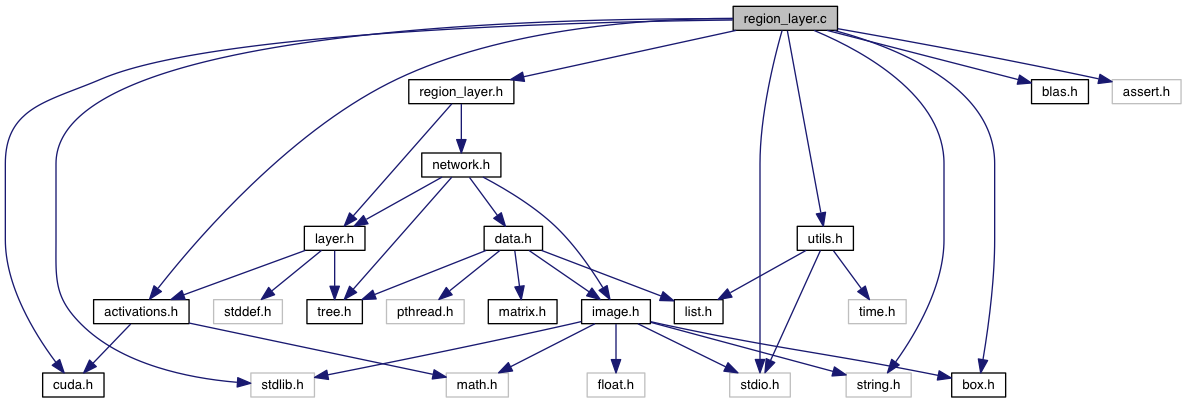 region_layer.c
region_layer.h
blas.h
assert.h
network.h
layer.h
data.h
utils.h
activations.h
stddef.h
tree.h
pthread.h
matrix.h
image.h
list.h
time.h
cuda.h
stdlib.h
math.h
float.h
stdio.h
string.h
box.h